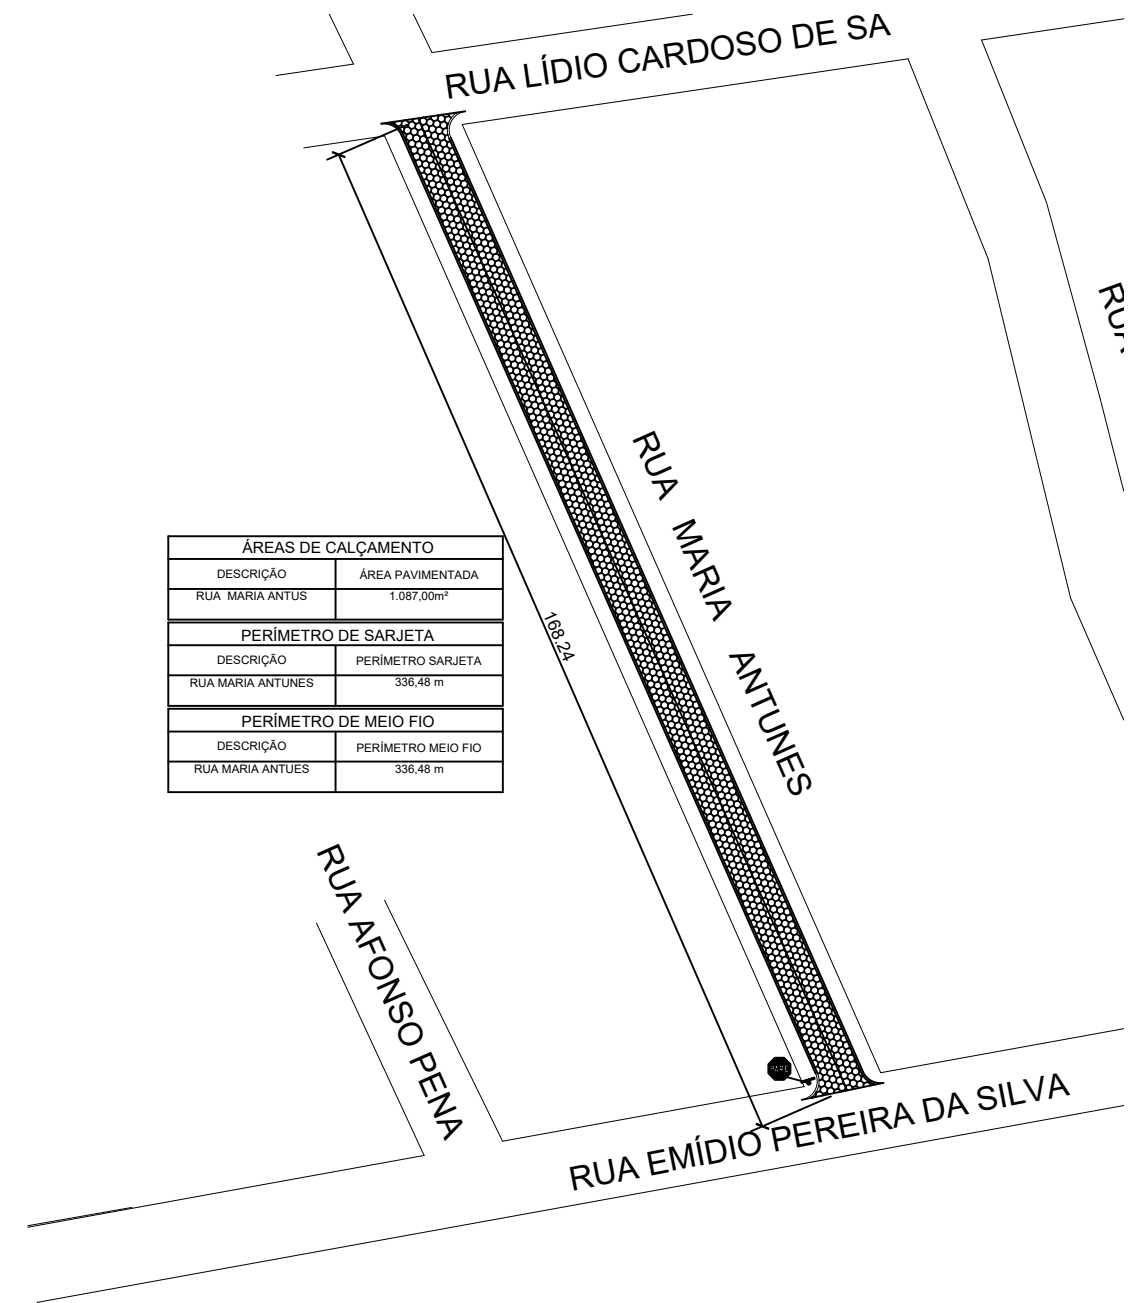 RUA LÍDIO CARDOSO DE SA
RUA
RUA MARIA ANTUNES
ÁREAS DE CALÇAMENTO
DESCRIÇÃO ÁREA PAVIMENTADA
RUA MARIA ANTUS 1.087,00m²
PERÍMETRO DE SARJETA
DESCRIÇÃO PERÍMETRO SARJETA
RUA MARIA ANTUNES 336,48 m
PERÍMETRO DE MEIO FIO
DESCRIÇÃO PERÍMETRO MEIO FIO
RUA MARIA ANTUES 336,48 m
168.24
RUA AFONSO PENA
PARE
RUA EMÍDIO PEREIRA DA SILVA